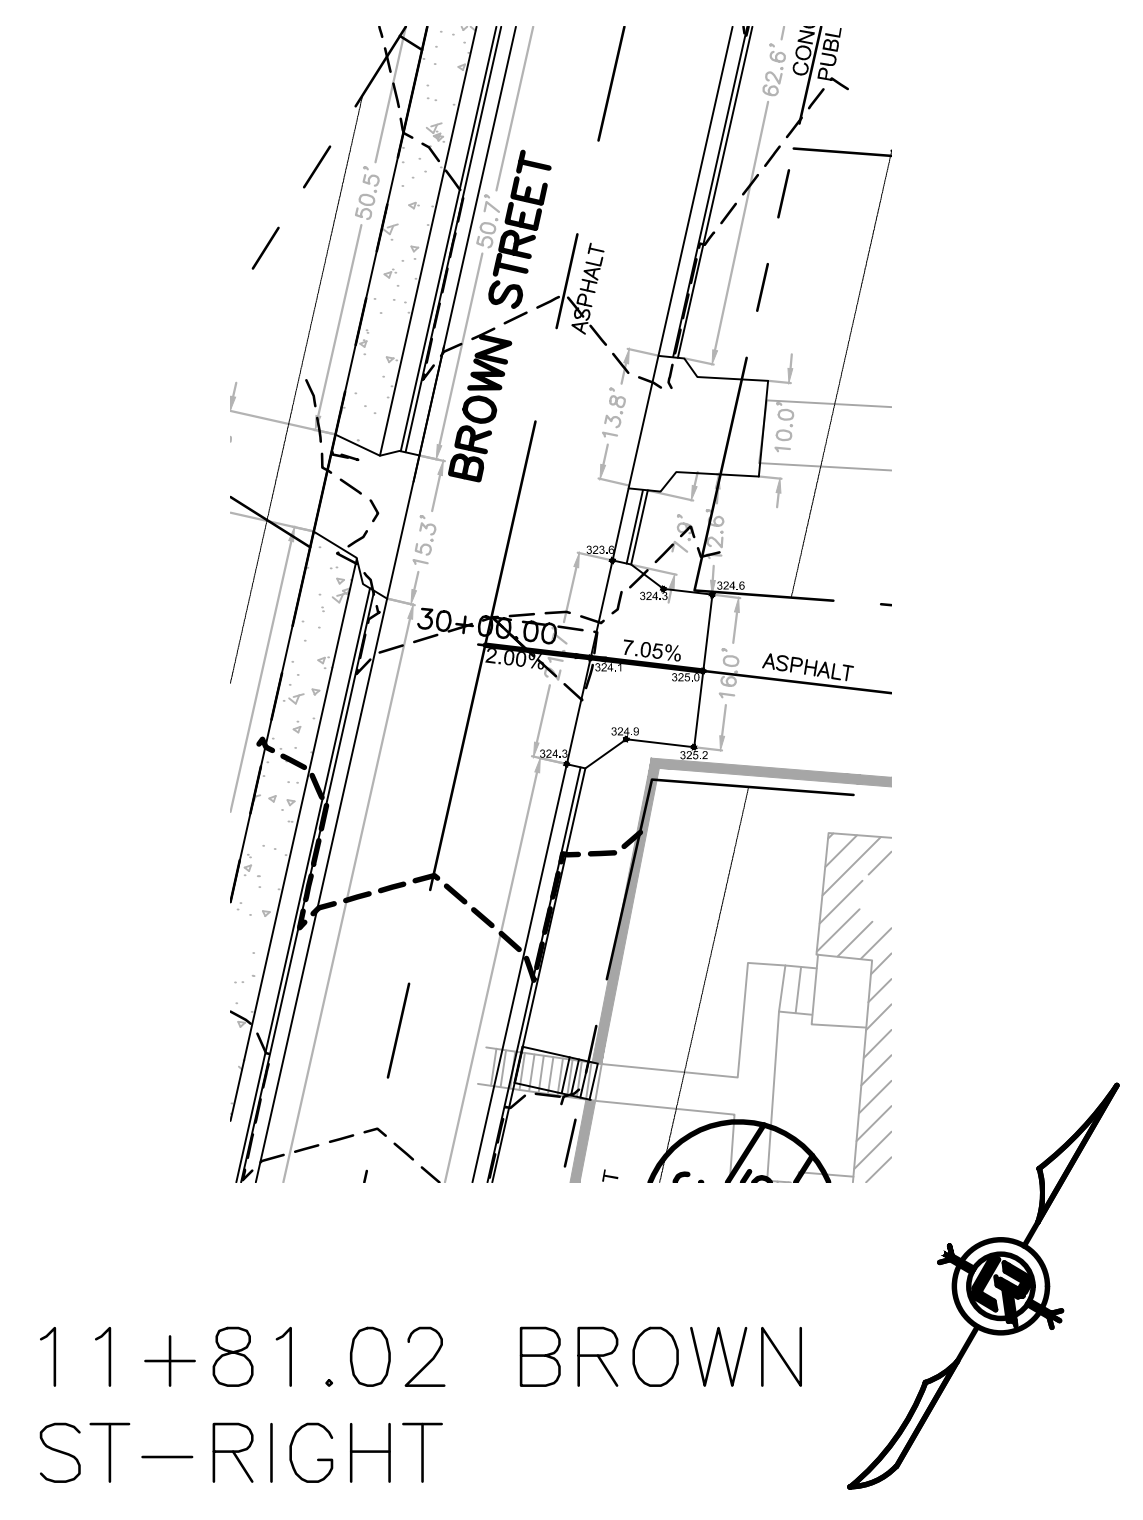 62.6'
CONC
PUBL
50.5'
50.7'
BROWN STREET
ASPHALT
13.8'
10.0'
15.3'
7.9'
12.6'
323.6
324.3
324.6
30+00.00
2.00%
7.05%
324.1
325.0
16.0'
ASPHALT
324.9
324.3
325.2
11+81.02 BROWN
ST-RIGHT